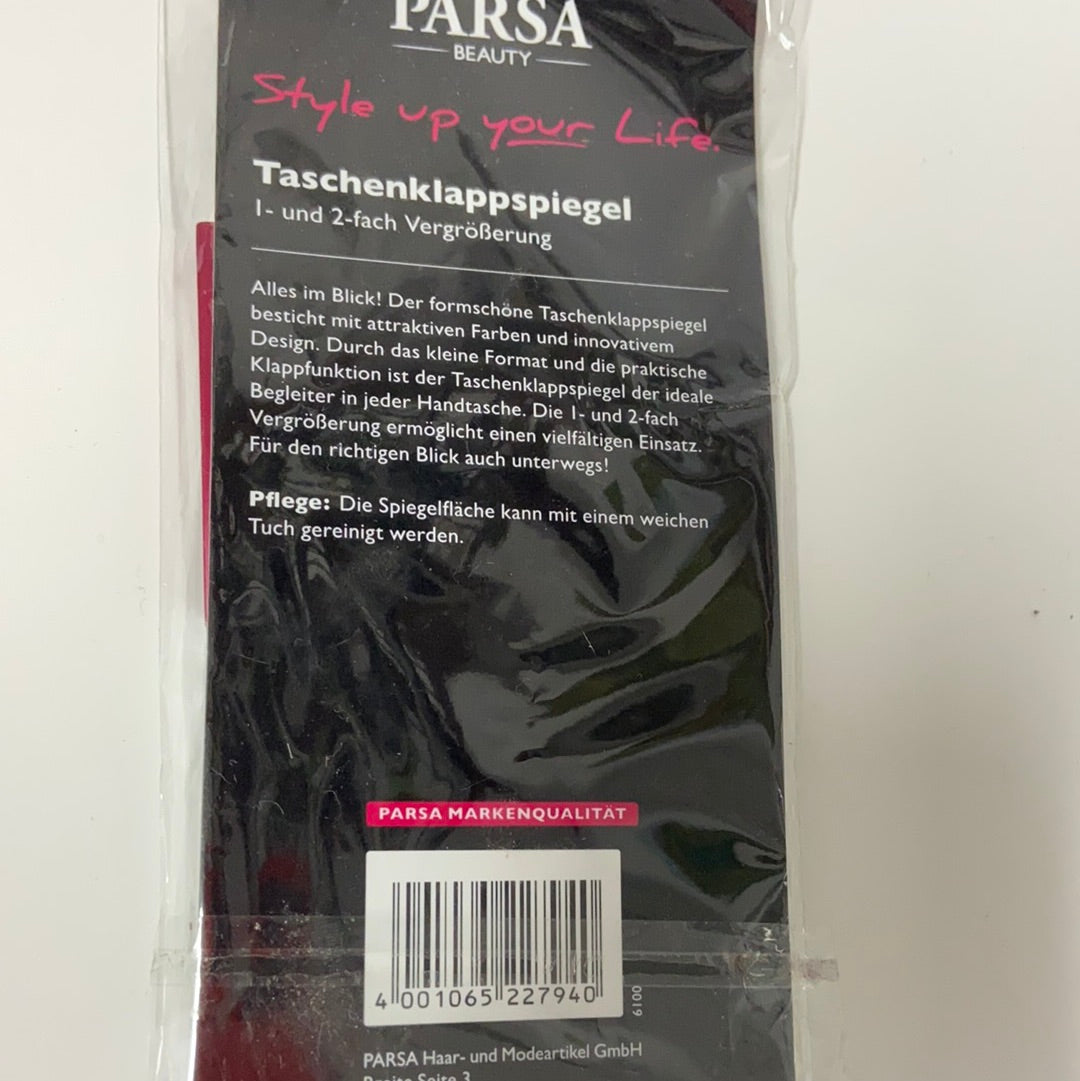 PARSA
BEAUTY
Style up your Life.
Taschenklappspiegel
1- und 2-fach Vergrößerung
Alles im Blick! Der formschöne Taschenklappspiegel
besticht mit attraktiven Farben und innovativem
Design. Durch das kleine Format und die praktische
Klappfunktion ist der Taschenklappspiegel der ideale
Begleiter in jeder Handtasche. Die 1- und 2-fach
Vergrößerung ermöglicht einen vielfältigen Einsatz.
Für den richtigen Blick auch unterwegs!
Pflege: Die Spiegelfläche kann mit einem weichen
Tuch gereinigt werden.
PARSA MARKENQUALITÄT
4 001065 227940
0019
PARSA Haar- und Modeartikel GmbH
Breite Seite 3